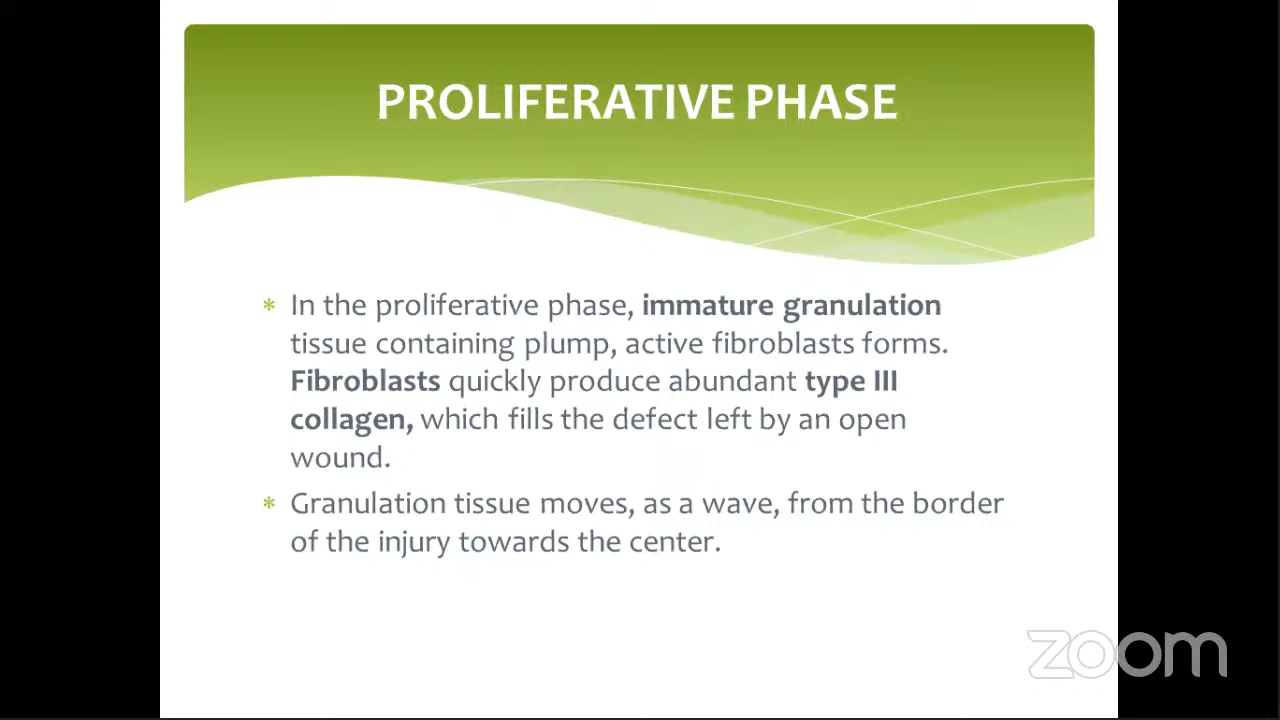 PROLIFERATIVE PHASE
* In the proliferative phase, immature granulation
tissue containing plump, active fibroblasts forms.
Fibroblasts quickly produce abundant type III
collagen, which fills the defect left by an open
wound.
* Granulation tissue moves, as a wave, from the border
of the injury towards the center.
zoom